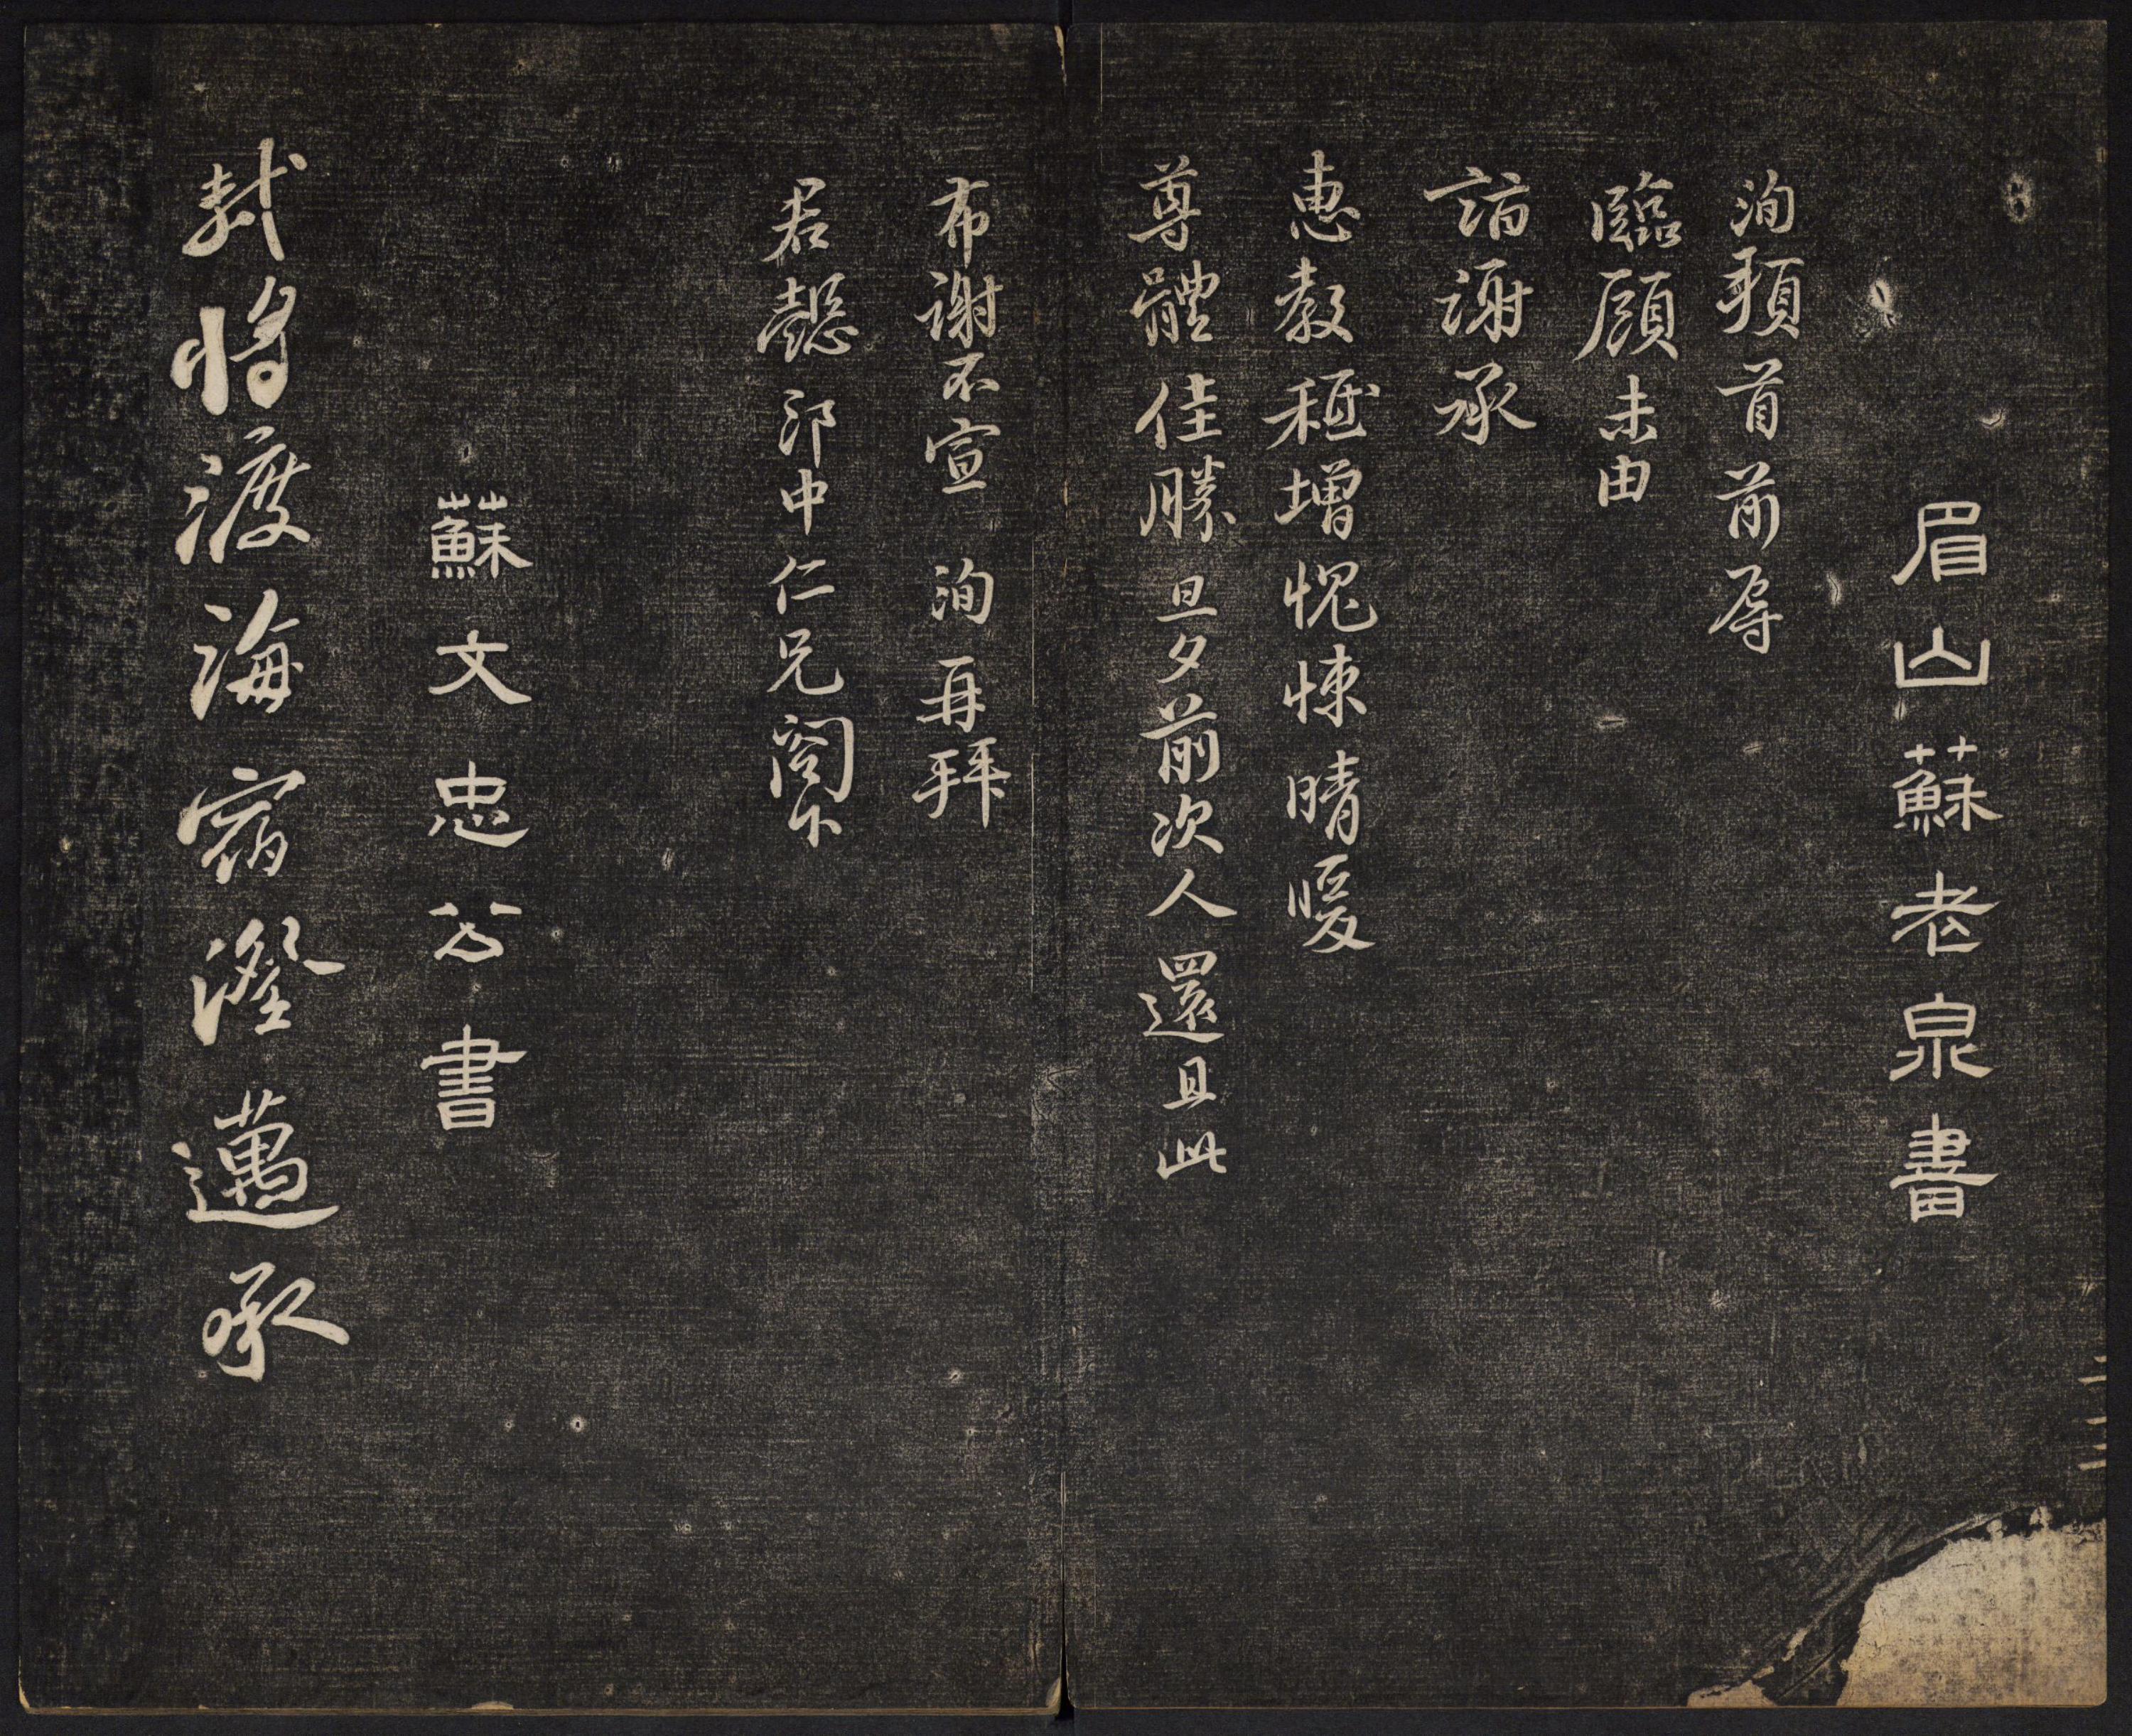 眉山蘇老泉書
洵頓首前辱
臨顧未由
詣謝承
惠教稚增愧悚晴暖
尊體佳勝旦夕前次人還且此
布謝不宣 洵再拜
君懿郎中仁兄閣下
蘇文忠公書
軾將渡海宿澄邁承